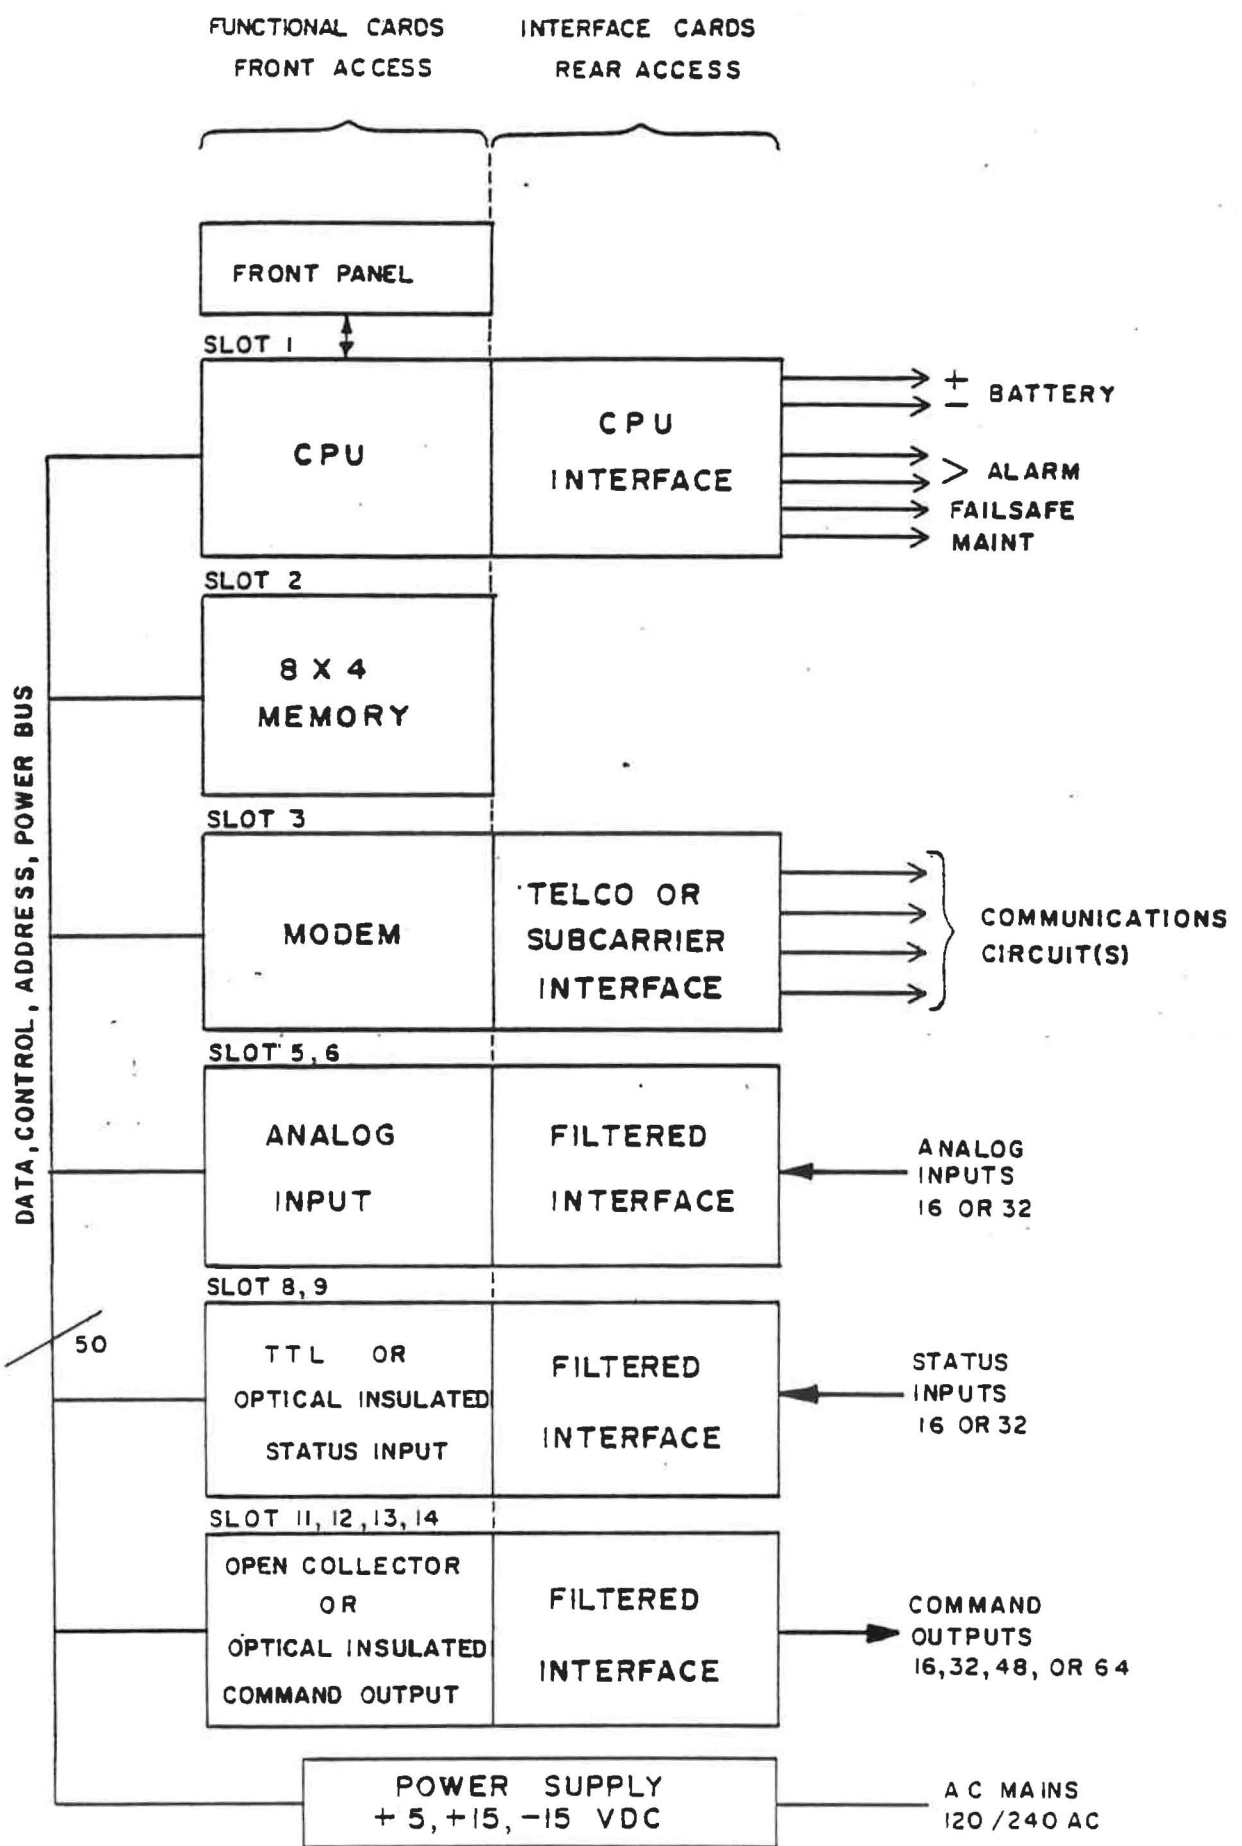 FUNCTIONAL CARDS
FRONT ACCESS
INTERFACE CARDS
REAR ACCESS
FRONT PANEL
SLOT 1
CPU
CPU
INTERFACE
+
−
BATTERY
> ALARM
FAILSAFE
MAINT
SLOT 2
8 X 4
MEMORY
SLOT 3
MODEM
TELCO OR
SUBCARRIER
INTERFACE
COMMUNICATIONS
CIRCUIT(S)
SLOT 5, 6
ANALOG
INPUT
FILTERED
INTERFACE
ANALOG
INPUTS
16 OR 32
SLOT 8, 9
TTL OR
OPTICAL INSULATED
STATUS INPUT
FILTERED
INTERFACE
STATUS
INPUTS
16 OR 32
SLOT 11, 12, 13, 14
OPEN COLLECTOR
OR
OPTICAL INSULATED
COMMAND OUTPUT
FILTERED
INTERFACE
COMMAND
OUTPUTS
16, 32, 48, OR 64
POWER SUPPLY
+ 5, +15, -15 VDC
AC MAINS
120 / 240 AC
DATA, CONTROL, ADDRESS, POWER BUS
50